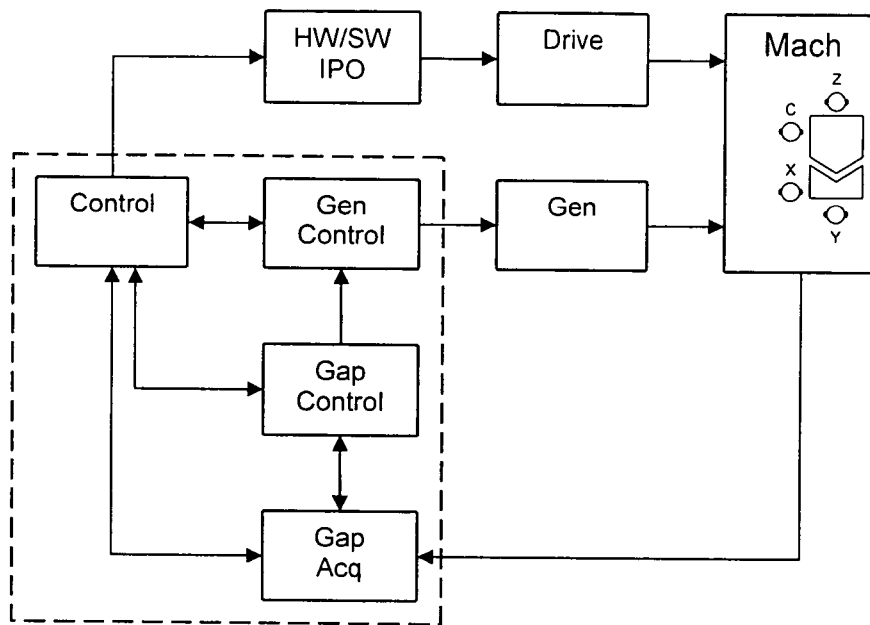 HW/SW
IPO
Drive
Mach
Z
C
X
Y
Control
Gen
Control
Gen
Gap
Control
Gap
Acq